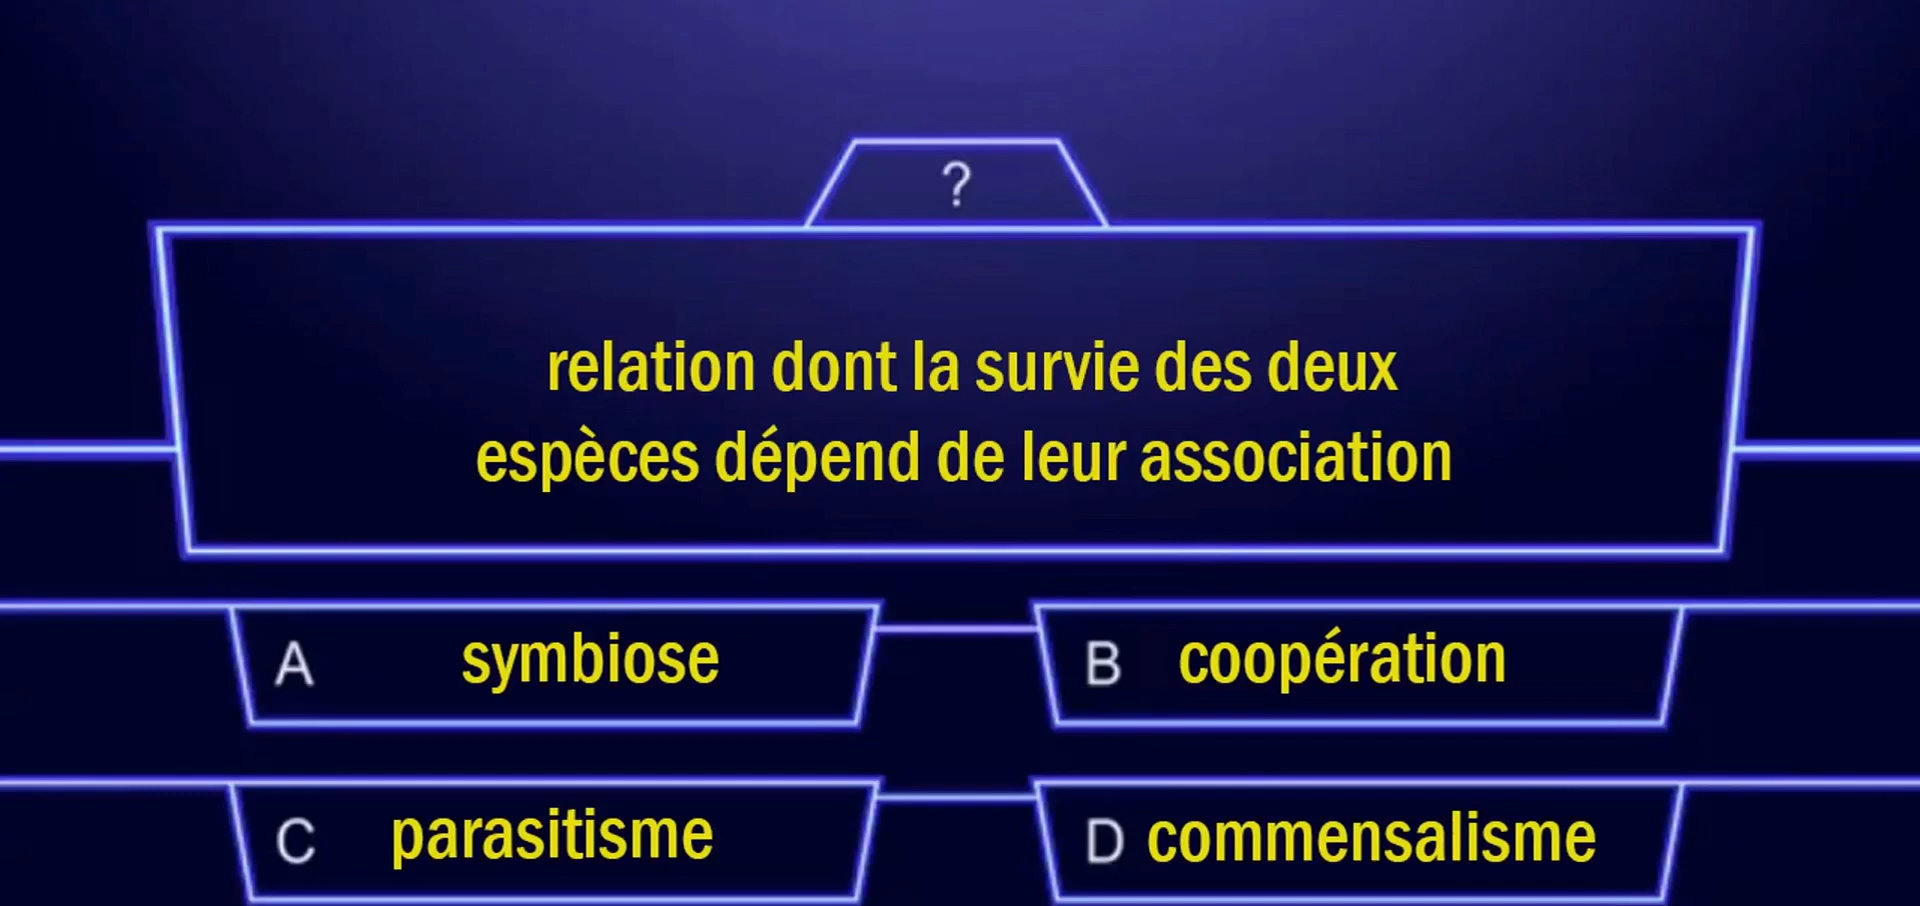 ?
relation dont la survie des deux
espèces dépend de leur association
A symbiose
B coopération
C parasitisme
D commensalisme